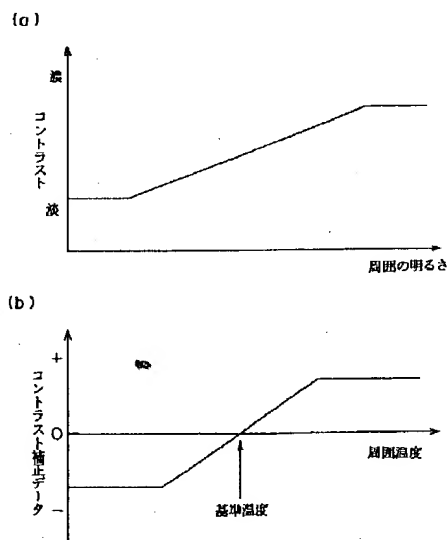 (a)
濃
コントラスト
淡
周囲の明るさ
(b)
+
コントラスト補正データ
0
-
周囲温度
基準温度